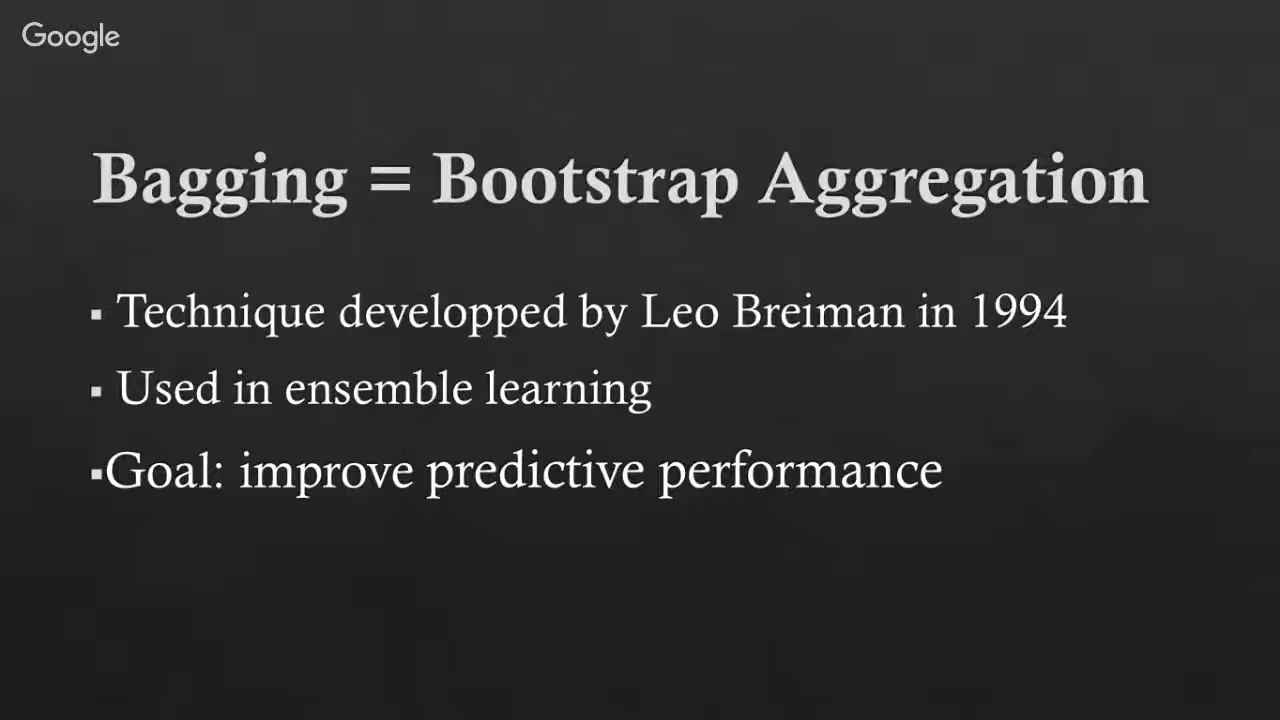 Google
Bagging = Bootstrap Aggregation
▪ Technique developped by Leo Breiman in 1994
▪ Used in ensemble learning
▪Goal: improve predictive performance